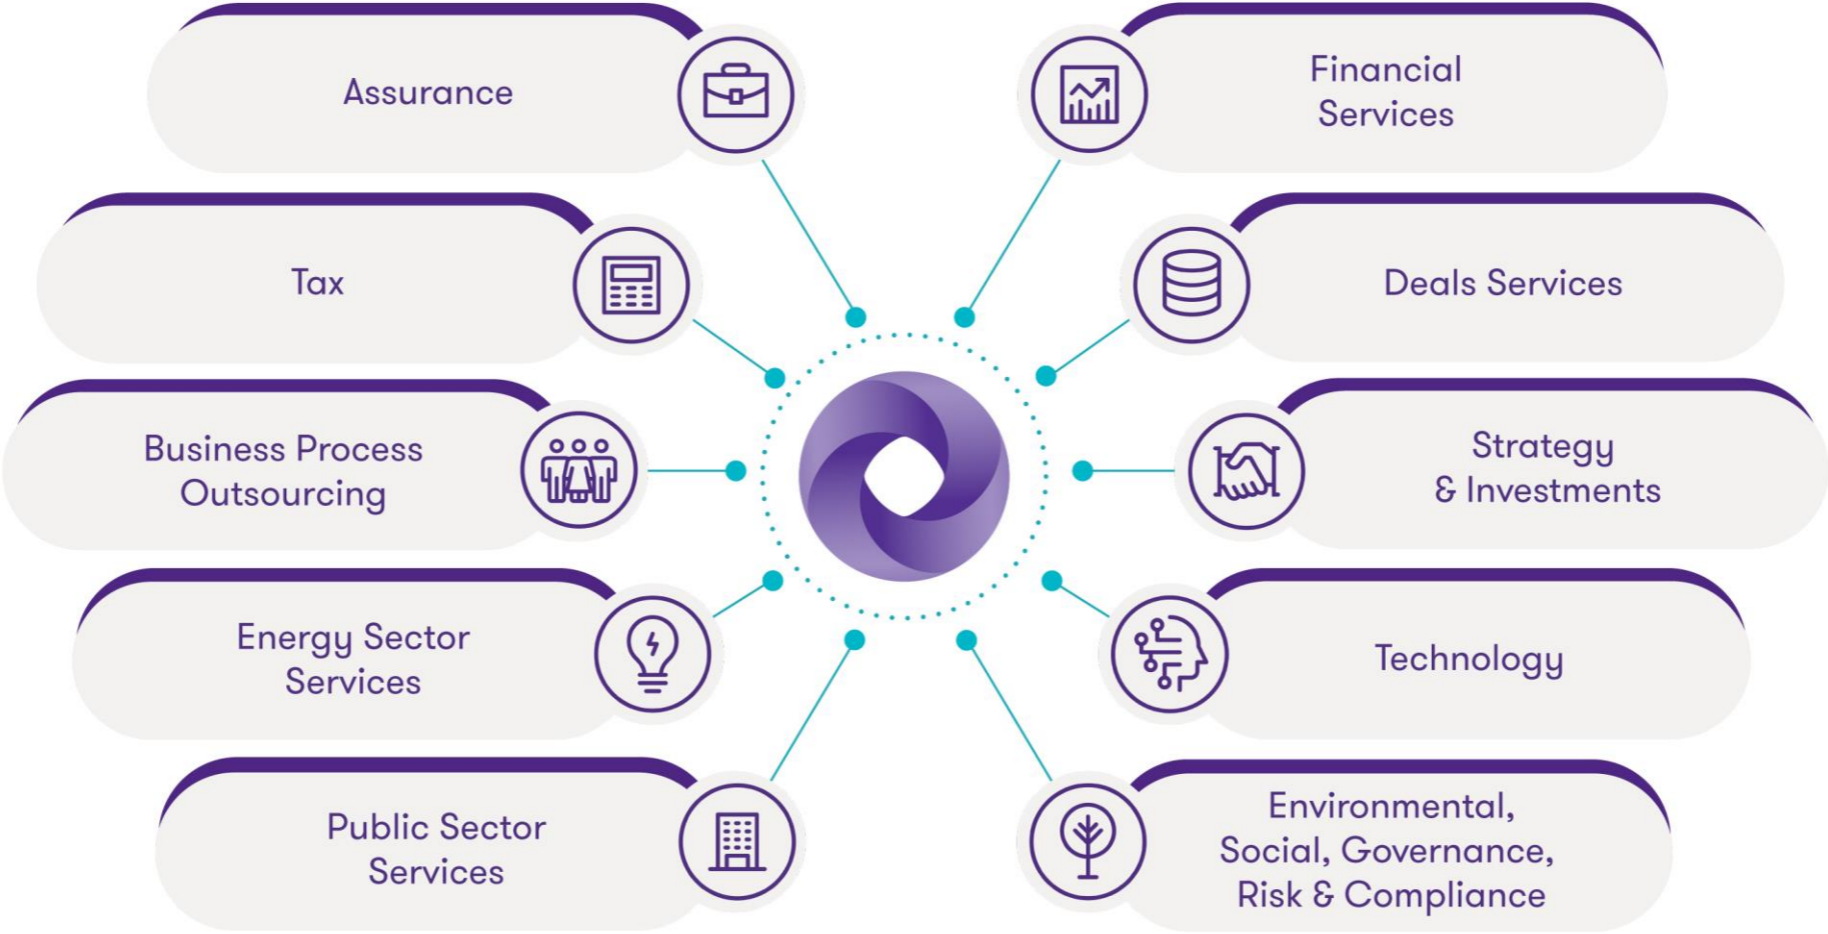 Assurance
Tax
Business Process
Outsourcing
Energy Sector
Services
Public Sector
Services
Financial
Services
Deals Services
Strategy
& Investments
Technology
Environmental,
Social, Governance,
Risk & Compliance